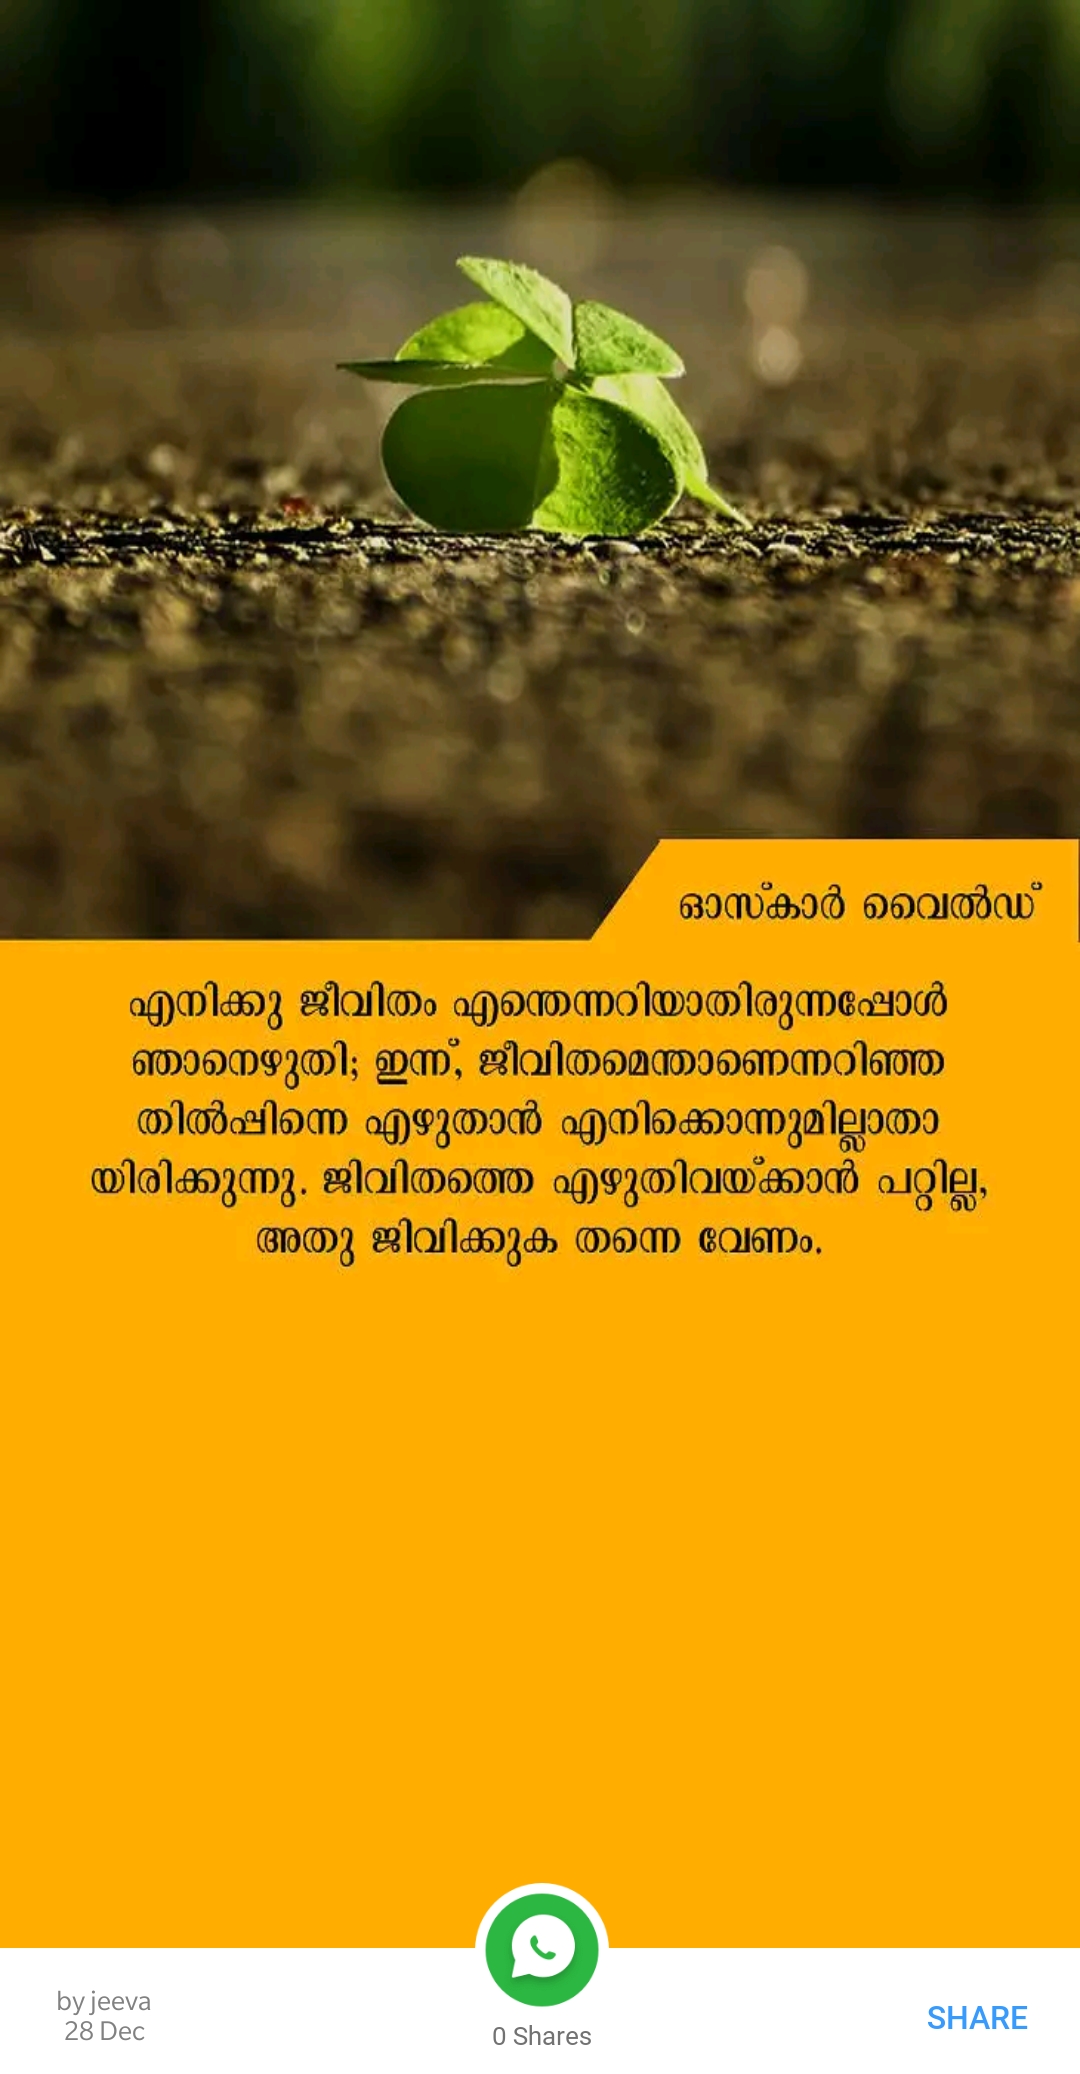 ഓസ്കാർ വൈൽഡ്
എനിക്കു ജീവിതം എന്തെന്നറിയാതിരുന്നപ്പോൾ
ഞാനെഴുതി; ഇന്ന്, ജീവിതമെന്താണെന്നറിഞ്ഞ
തിൽപ്പിന്നെ എഴുതാൻ എനിക്കൊന്നുമില്ലാതാ
യിരിക്കുന്നു. ജിവിതത്തെ എഴുതിവയ്ക്കാൻ പറ്റില്ല,
അതു ജിവിക്കുക തന്നെ വേണം.
by jeeva
28 Dec
0 Shares
SHARE